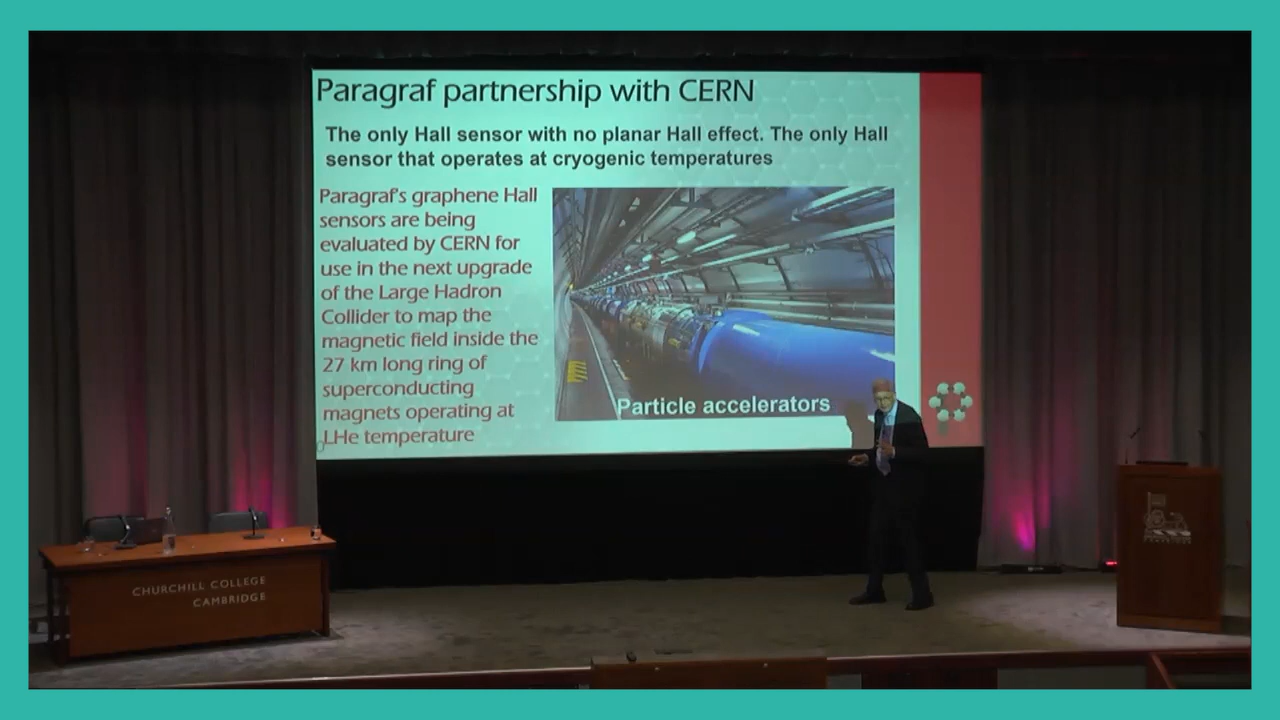 Paragraf partnership with CERN
The only Hall sensor with no planar Hall effect. The only Hall
sensor that operates at cryogenic temperatures
Paragraf's graphene Hall
sensors are being
evaluated by CERN for
use in the next upgrade
of the Large Hadron
Collider to map the
magnetic field inside the
27 km long ring of
superconducting
magnets operating at
LHe temperature
Particle accelerators
CHURCHILL COLLEGE
CAMBRIDGE